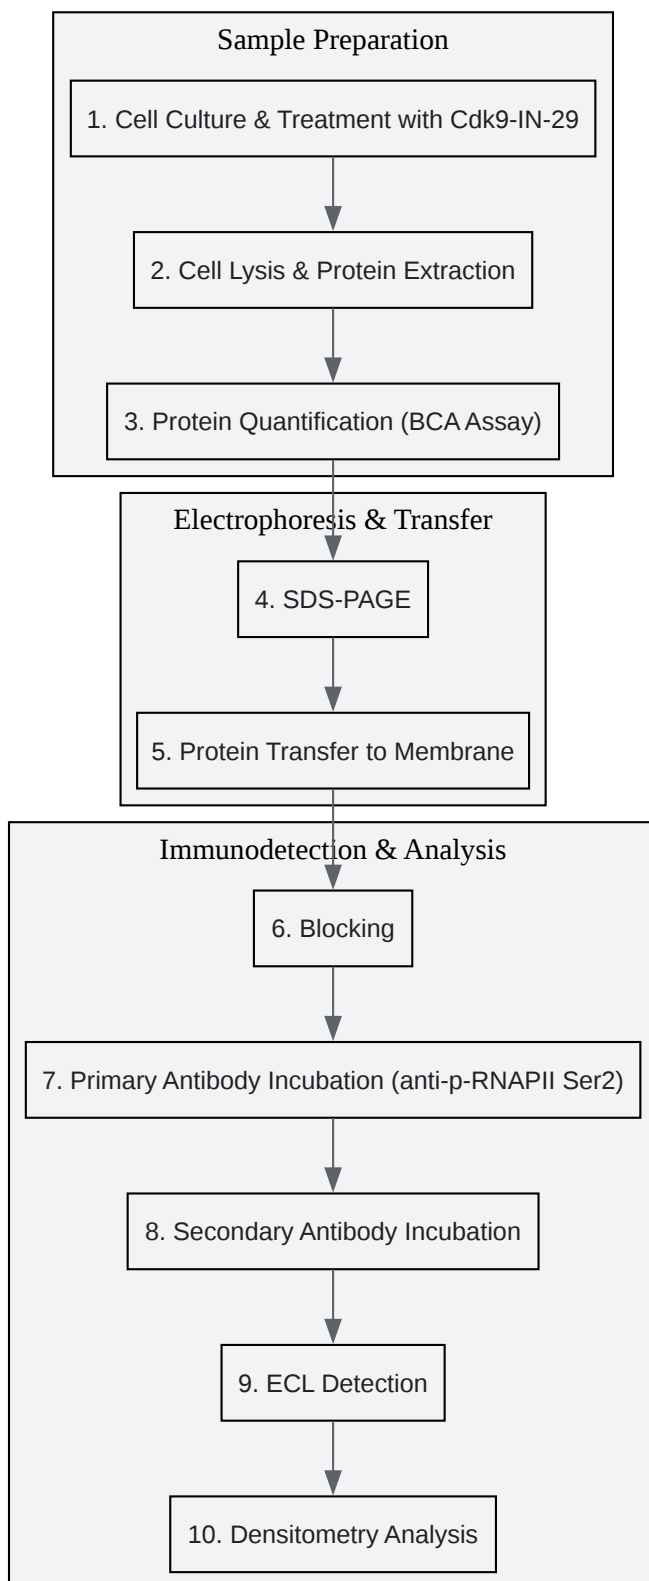 Sample Preparation
1. Cell Culture & Treatment with Cdk9-IN-29
2. Cell Lysis & Protein Extraction
3. Protein Quantification (BCA Assay)
Electrophoresis & Transfer
4. SDS-PAGE
5. Protein Transfer to Membrane
Immunodetection & Analysis
6. Blocking
7. Primary Antibody Incubation (anti-p-RNAPII Ser2)
8. Secondary Antibody Incubation
9. ECL Detection
10. Densitometry Analysis